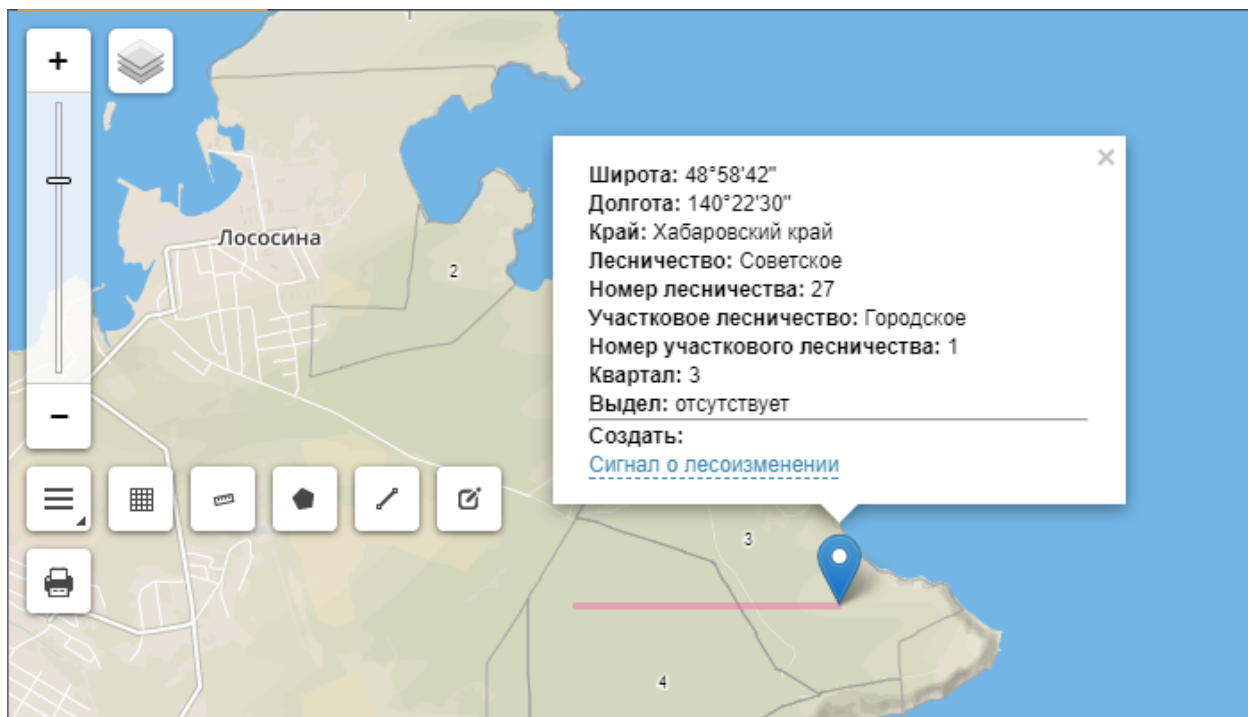 +
Широта: 48°58'42"
Долгота: 140°22'30"
Край: Хабаровский край
Лесничество: Советское
Номер лесничества: 27
Участковое лесничество: Городское
Номер участкового лесничества: 1
Квартал: 3
Выдел: отсутствует
Создать:
Сигнал о лесоизменении
×
Лососина
2
−
3
4